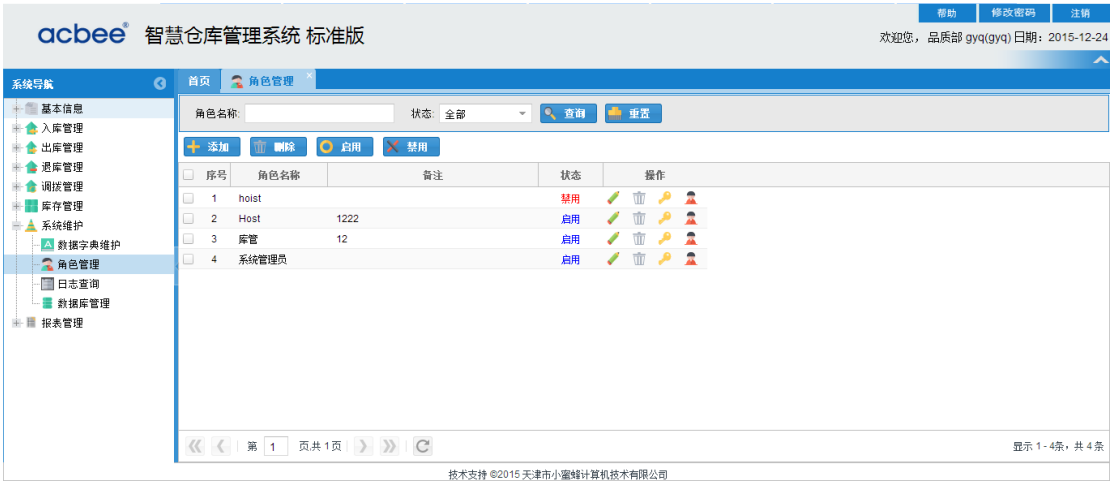 帮助 修改密码 注销
acbee® 智慧仓库管理系统 标准版
欢迎您， 品质部 gyq(gyq) 日期：2015-12-24
系统导航
首页 角色管理
基本信息
入库管理
出库管理
退库管理
调拨管理
库存管理
系统维护
数据字典维护
角色管理
日志查询
数据库管理
报表管理
角色名称: 状态: 全部 查询 重置
添加 删除 启用 禁用
序号 角色名称 备注 状态 操作
1 hoist 禁用
2 Host 1222 启用
3 库管 12 启用
4 系统管理员 启用
第 1 页,共 1 页
显示 1 - 4条，共 4 条
技术支持 ©2015 天津市小蜜蜂计算机技术有限公司